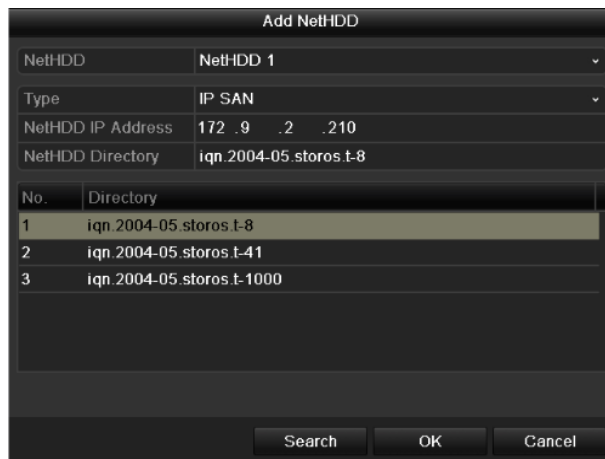 Add NetHDD
NetHDD NetHDD 1
Type IP SAN
NetHDD IP Address 172 .9 .2 .210
NetHDD Directory iqn.2004-05.storos.t-8
No. Directory
1 iqn.2004-05.storos.t-8
2 iqn.2004-05.storos.t-41
3 iqn.2004-05.storos.t-1000
Search OK Cancel